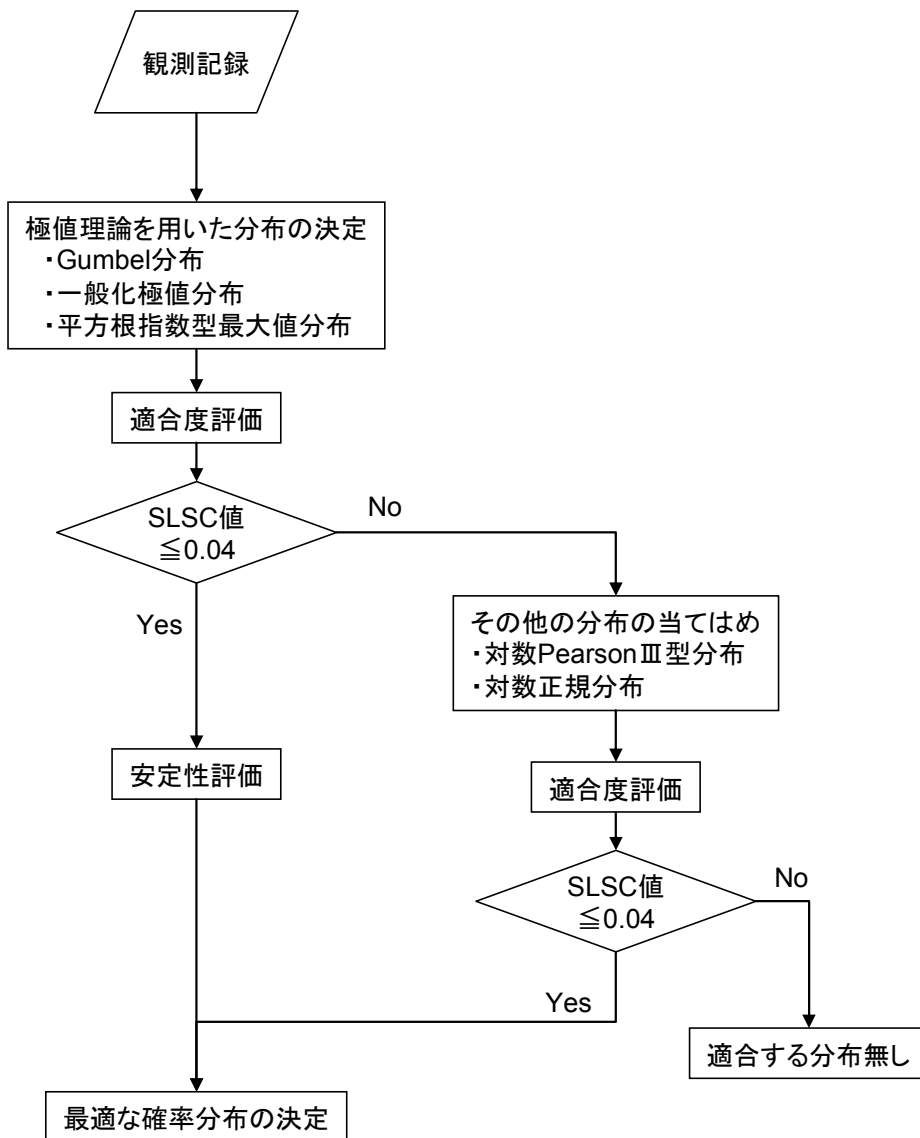 観測記録
極値理論を用いた分布の決定
・Gumbel分布
・一般化極値分布
・平方根指数型最大値分布
適合度評価
SLSC値
≦0.04
No
Yes
その他の分布の当てはめ
・対数PearsonⅢ型分布
・対数正規分布
安定性評価
適合度評価
SLSC値
≦0.04
No
Yes
適合する分布無し
最適な確率分布の決定